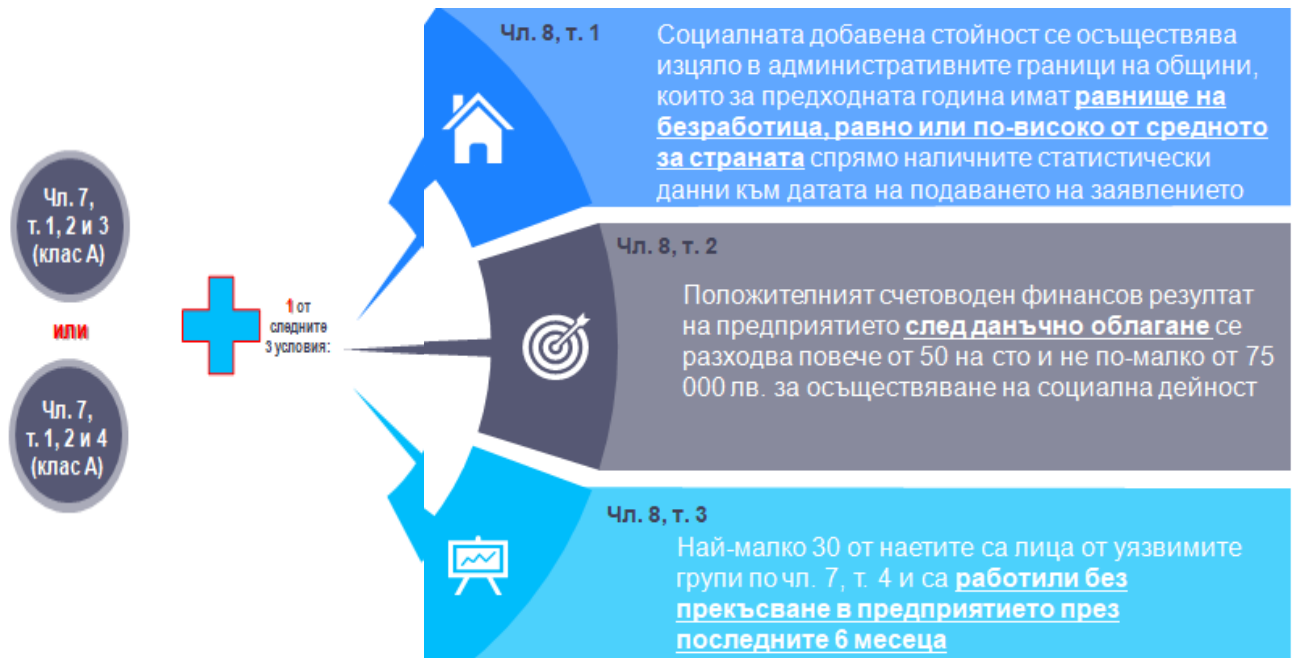 Чл. 7,
т. 1, 2 и 3
(клас А)
или
Чл. 7,
т. 1, 2 и 4
(клас А)
1 от
следните
3 условия:
Чл. 8, т. 1
Социалната добавена стойност се осъществява
изцяло в административните граници на общини,
които за предходната година имат равнище на
безработица, равно или по-високо от средното
за страната спрямо наличните статистически
данни към датата на подаването на заявлението
Чл. 8, т. 2
Положителният счетоводен финансов резултат
на предприятието след данъчно облагане се
разходва повече от 50 на сто и не по-малко от 75
000 лв. за осъществяване на социална дейност
Чл. 8, т. 3
Най-малко 30 от наетите са лица от уязвимите
групи по чл. 7, т. 4 и са работили без
прекъсване в предприятието през
последните 6 месеца